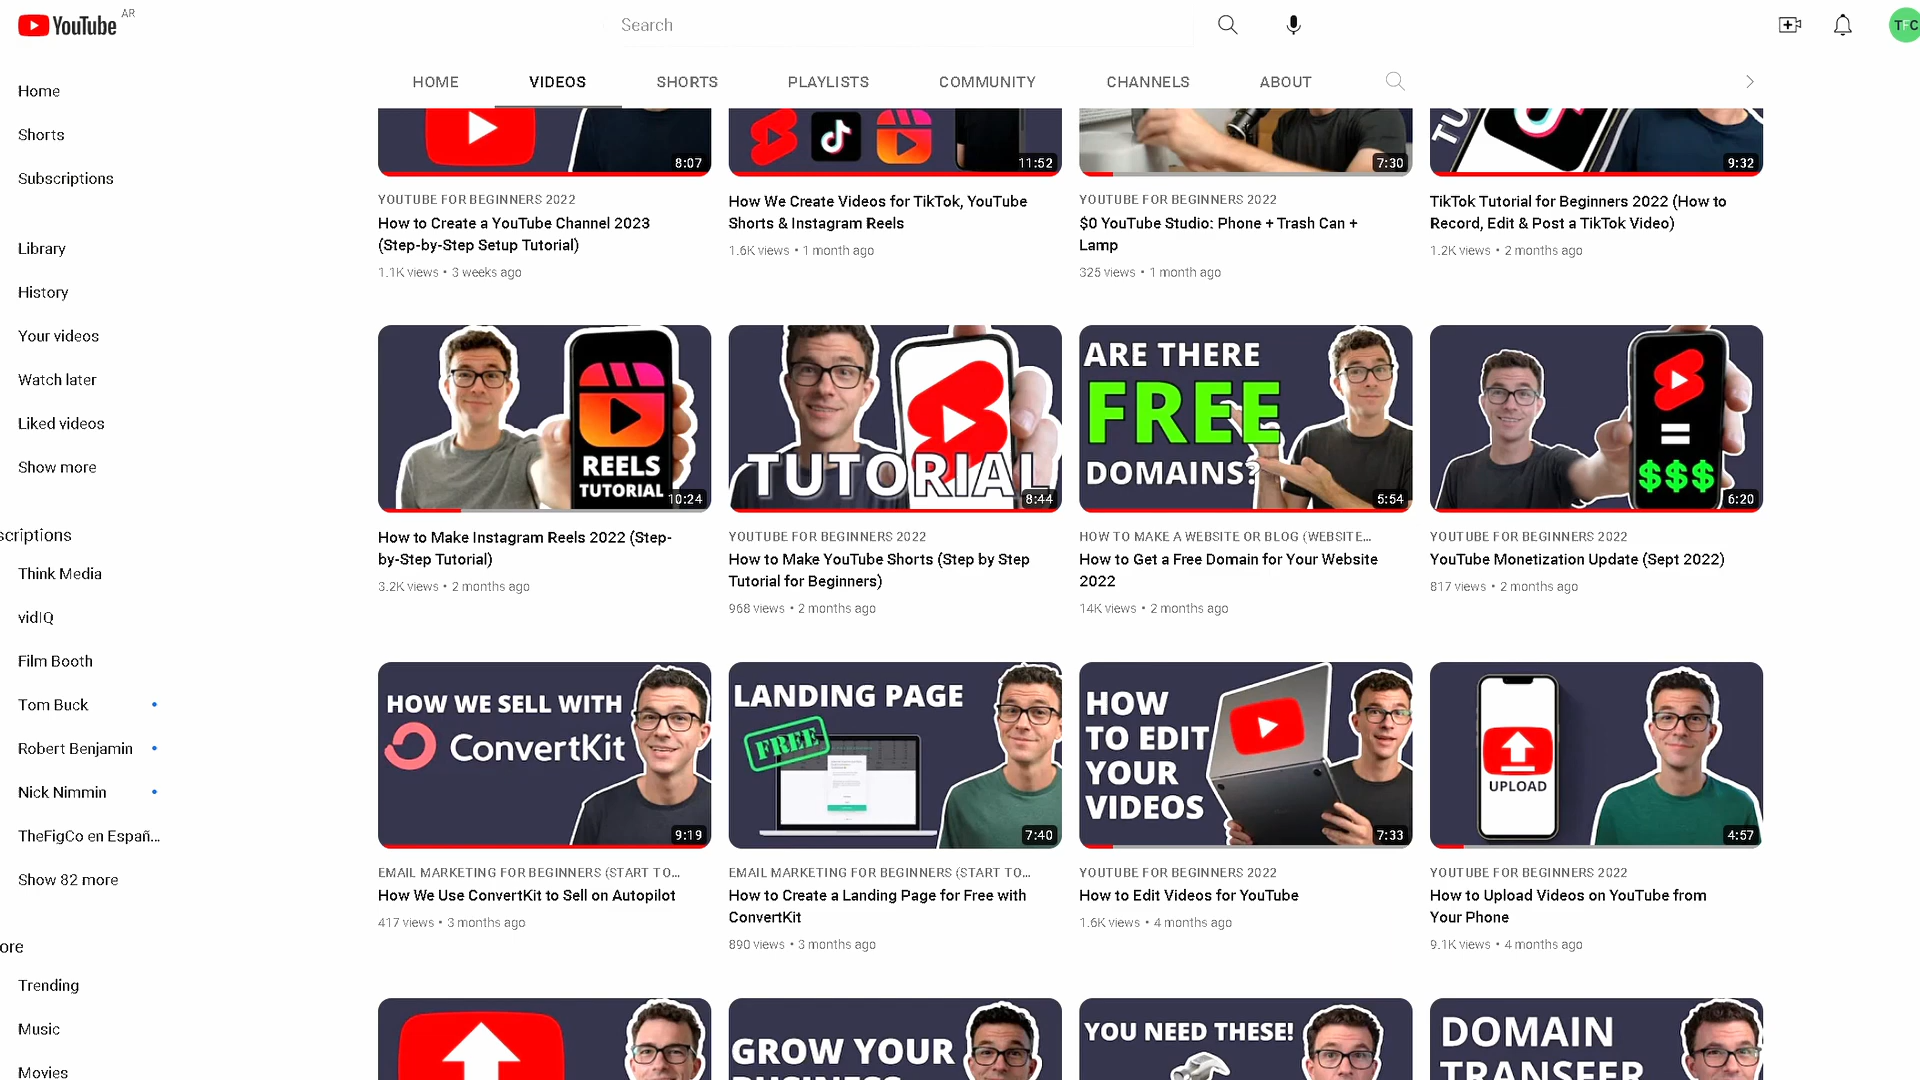 YouTube AR
Search
TFC
HOME VIDEOS SHORTS PLAYLISTS COMMUNITY CHANNELS ABOUT
Home
Shorts
Subscriptions
Library
History
Your videos
Watch later
Liked videos
Show more
scriptions
Think Media
vidIQ
Film Booth
Tom Buck
Robert Benjamin
Nick Nimmin
TheFigCo en Españ...
Show 82 more
ore
Trending
Music
Movies
8:07
YOUTUBE FOR BEGINNERS 2022
How to Create a YouTube Channel 2023
(Step-by-Step Setup Tutorial)
1.1K views • 3 weeks ago
11:52
How We Create Videos for TikTok, YouTube
Shorts & Instagram Reels
1.6K views • 1 month ago
7:30
YOUTUBE FOR BEGINNERS 2022
$0 YouTube Studio: Phone + Trash Can +
Lamp
325 views • 1 month ago
TU
9:32
TikTok Tutorial for Beginners 2022 (How to
Record, Edit & Post a TikTok Video)
1.2K views • 2 months ago
REELS
TUTORIAL
10:24
How to Make Instagram Reels 2022 (Step-
by-Step Tutorial)
3.2K views • 2 months ago
TUTORIAL
8:44
YOUTUBE FOR BEGINNERS 2022
How to Make YouTube Shorts (Step by Step
Tutorial for Beginners)
968 views • 2 months ago
ARE THERE
FREE
DOMAINS?
5:54
HOW TO MAKE A WEBSITE OR BLOG (WEBSITE...
How to Get a Free Domain for Your Website
2022
14K views • 2 months ago
=
$$$
6:20
YOUTUBE FOR BEGINNERS 2022
YouTube Monetization Update (Sept 2022)
817 views • 2 months ago
HOW WE SELL WITH
ConvertKit
9:19
EMAIL MARKETING FOR BEGINNERS (START TO...
How We Use ConvertKit to Sell on Autopilot
417 views • 3 months ago
LANDING PAGE
FREE
7:40
EMAIL MARKETING FOR BEGINNERS (START TO...
How to Create a Landing Page for Free with
ConvertKit
890 views • 3 months ago
HOW
TO EDIT
YOUR
VIDEOS
7:33
YOUTUBE FOR BEGINNERS 2022
How to Edit Videos for YouTube
1.6K views • 4 months ago
UPLOAD
4:57
YOUTUBE FOR BEGINNERS 2022
How to Upload Videos on YouTube from
Your Phone
9.1K views • 4 months ago
GROW YOUR
BUSINESS
YOU NEED THESE!
DOMAIN
TRANSFER